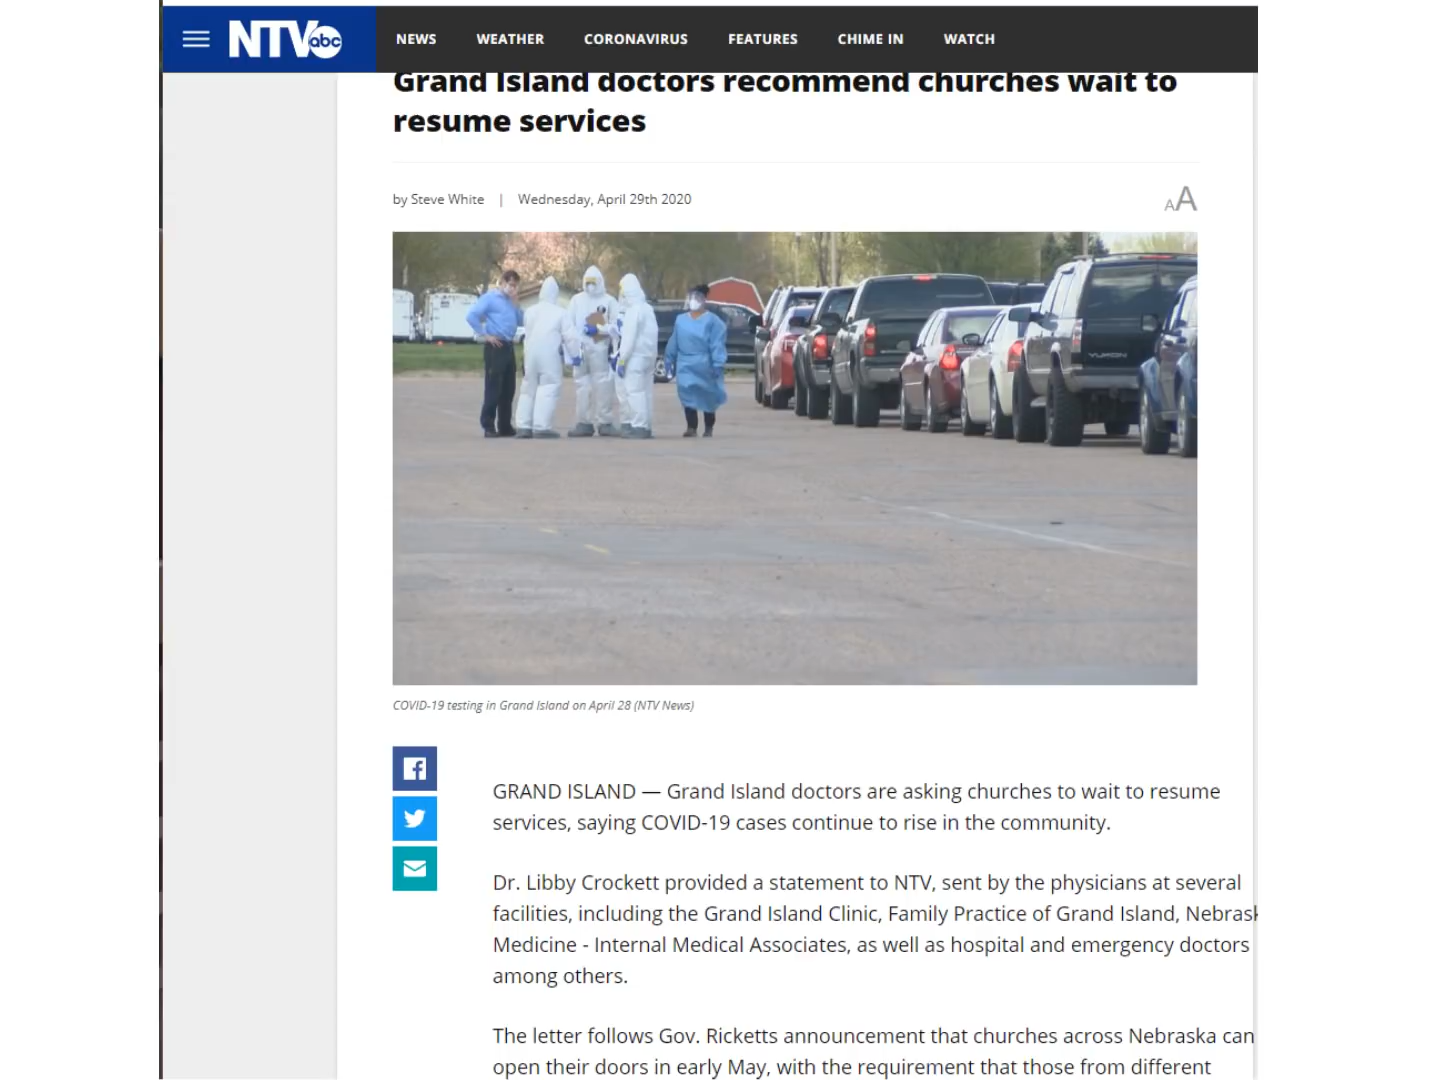 NTV abc
NEWS
WEATHER
CORONAVIRUS
FEATURES
CHIME IN
WATCH
Grand Island doctors recommend churches wait to
resume services
by Steve White | Wednesday, April 29th 2020
AA
YUKON
COVID-19 testing in Grand Island on April 28 (NTV News)
GRAND ISLAND — Grand Island doctors are asking churches to wait to resume
services, saying COVID-19 cases continue to rise in the community.
Dr. Libby Crockett provided a statement to NTV, sent by the physicians at several
facilities, including the Grand Island Clinic, Family Practice of Grand Island, Nebrask
Medicine - Internal Medical Associates, as well as hospital and emergency doctors
among others.
The letter follows Gov. Ricketts announcement that churches across Nebraska can
open their doors in early May, with the requirement that those from different